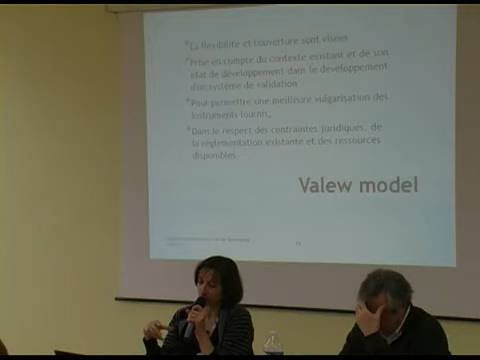 °La flexibilité et l'ouverture sont visées
°Prise en compte du contexte existant et de son
état de développement dans le développement
d'un système de validation
°Pour permettre une meilleure vulgarisation des
instruments fournis,
°Dans le respect des contraintes juridiques, de
la réglementation existante et des ressources
disponibles
Valew model